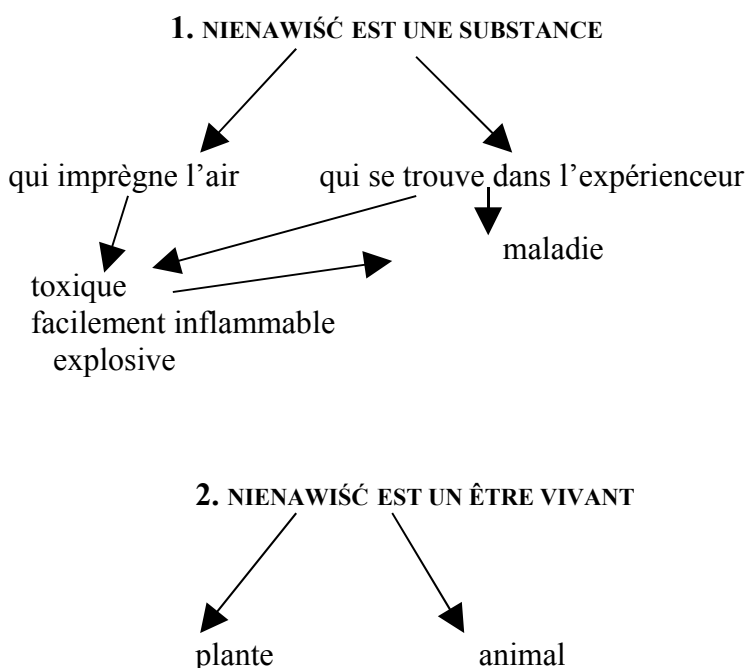 1. NIENAWIŚĆ EST UNE SUBSTANCE
qui imprègne l’air qui se trouve dans l’expérienceur
maladie
toxique
facilement inflammable
explosive
2. NIENAWIŚĆ EST UN ÊTRE VIVANT
plante animal